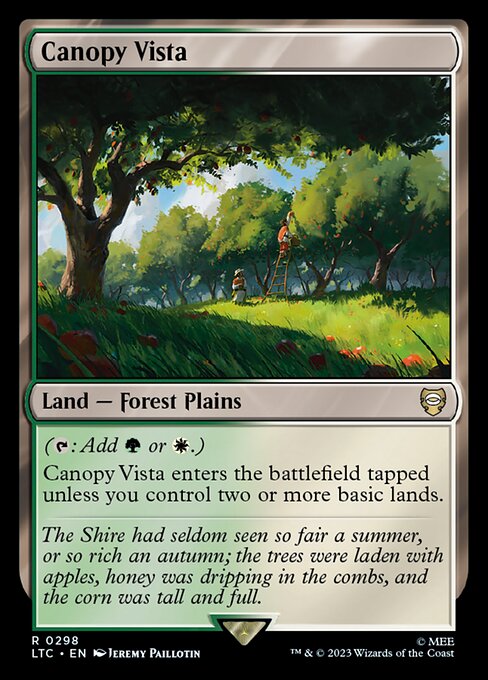 Canopy Vista
Land — Forest Plains
(T: Add G or W.)
Canopy Vista enters the battlefield tapped
unless you control two or more basic lands.
The Shire had seldom seen so fair a summer,
or so rich an autumn; the trees were laden with
apples, honey was dripping in the combs, and
the corn was tall and full.
R 0298
LTC • EN Jeremy Paillotin
© MEE
™ & © 2023 Wizards of the Coast